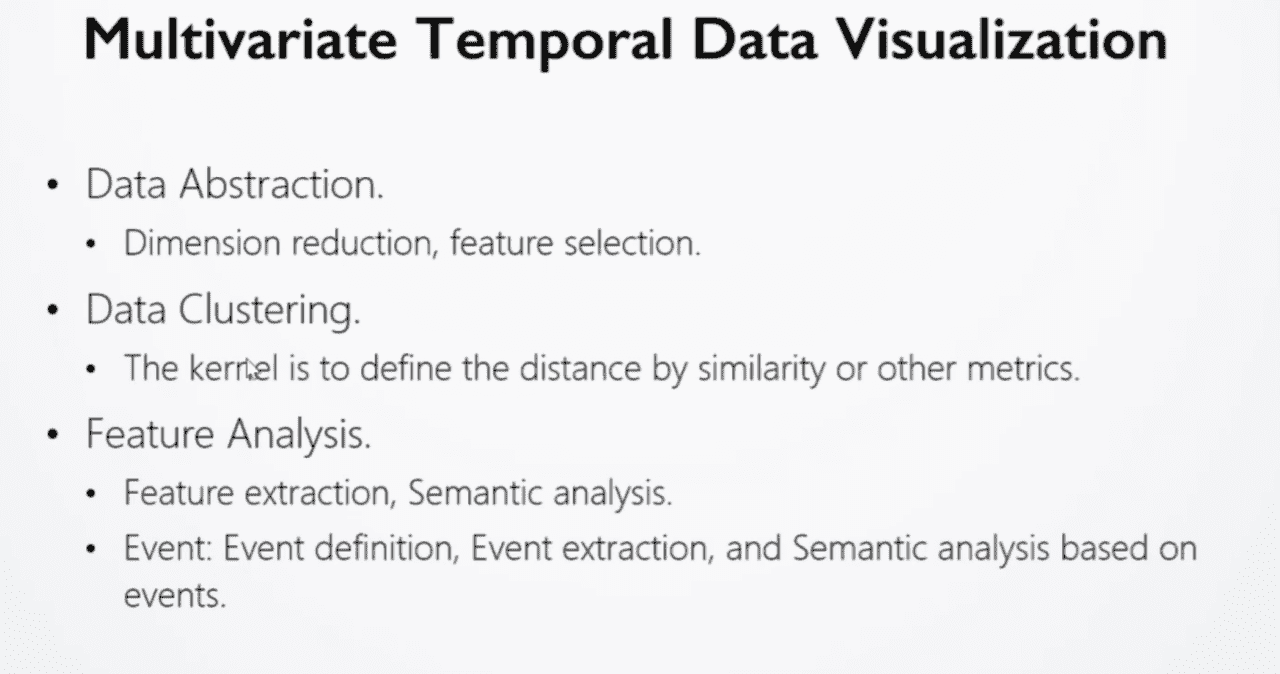 Multivariate Temporal Data Visualization
• Data Abstraction.
• Dimension reduction, feature selection.
• Data Clustering.
• The kernel is to define the distance by similarity or other metrics.
• Feature Analysis.
• Feature extraction, Semantic analysis.
• Event: Event definition, Event extraction, and Semantic analysis based on
events.